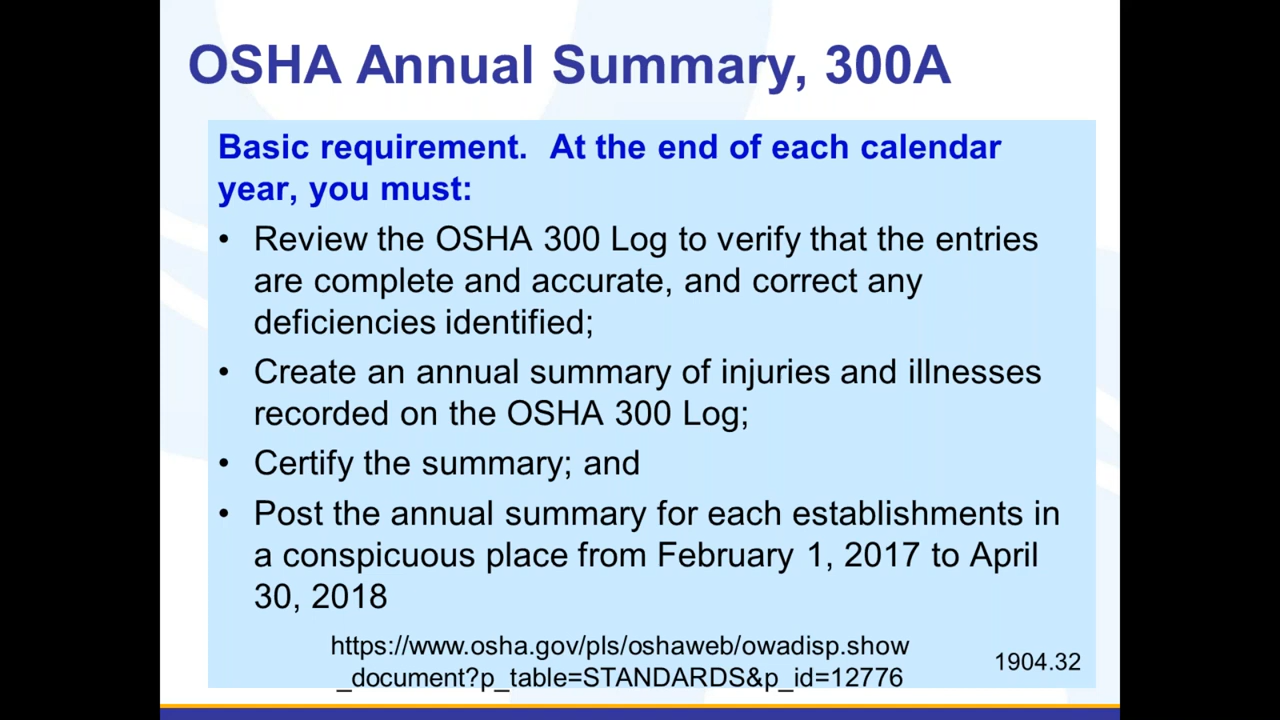 OSHA Annual Summary, 300A
Basic requirement. At the end of each calendar
year, you must:
• Review the OSHA 300 Log to verify that the entries
are complete and accurate, and correct any
deficiencies identified;
• Create an annual summary of injuries and illnesses
recorded on the OSHA 300 Log;
• Certify the summary; and
• Post the annual summary for each establishments in
a conspicuous place from February 1, 2017 to April
30, 2018
https://www.osha.gov/pls/oshaweb/owadisp.show
_document?p_table=STANDARDS&p_id=12776
1904.32